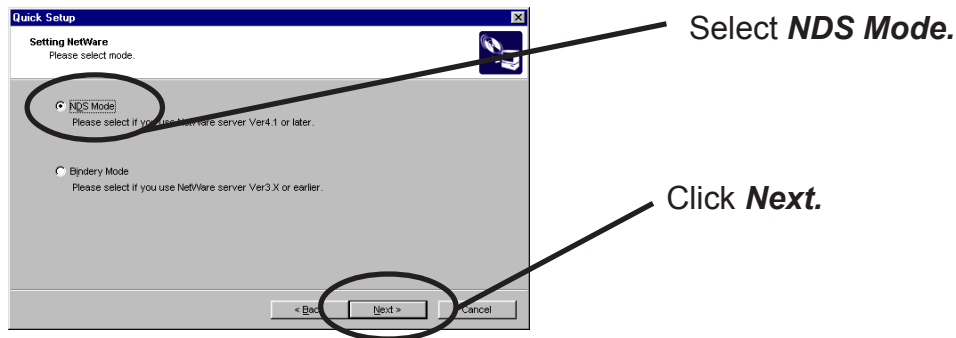 Quick Setup
Setting NetWare
Please select mode.
NDS Mode
Please select if you use NetWare server Ver4.1 or later.
Bindery Mode
Please select if you use NetWare server Ver3.X or earlier.
< Back
Next >
Cancel
Select NDS Mode.
Click Next.